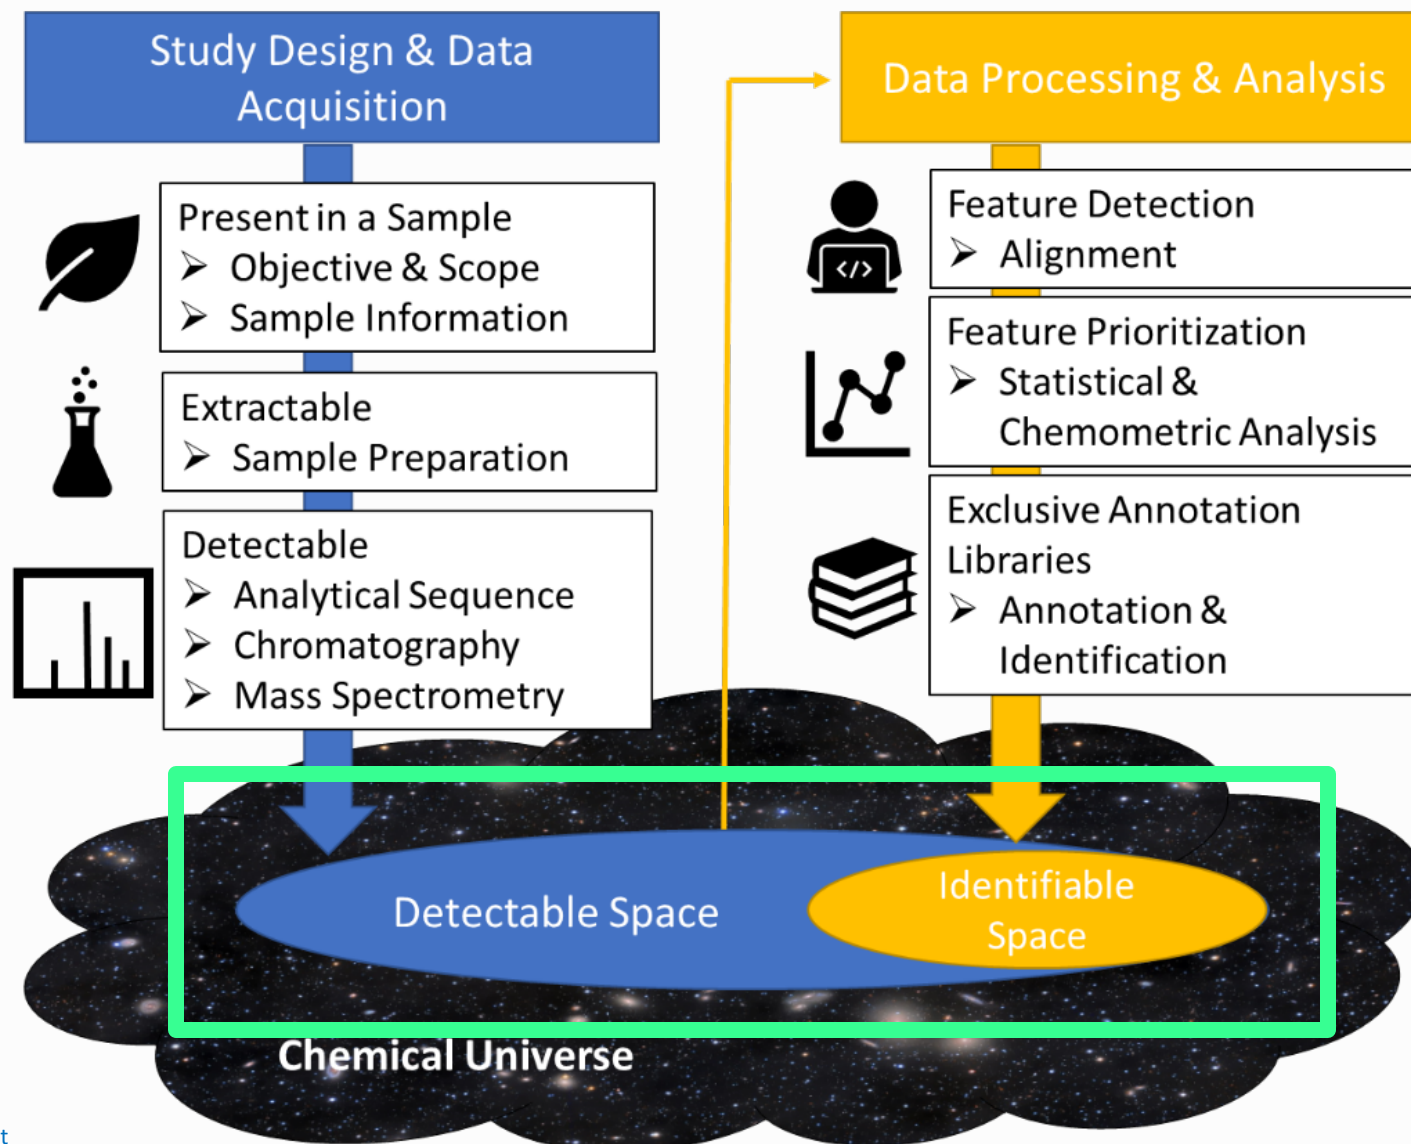 Study Design & Data
Acquisition
Present in a Sample
➢ Objective & Scope
➢ Sample Information
Extractable
➢ Sample Preparation
Detectable
➢ Analytical Sequence
➢ Chromatography
➢ Mass Spectrometry
Data Processing & Analysis
</>
Feature Detection
➢ Alignment
Feature Prioritization
➢ Statistical &
Chemometric Analysis
Exclusive Annotation
Libraries
➢ Annotation &
Identification
Detectable Space
Identifiable
Space
Chemical Universe
t